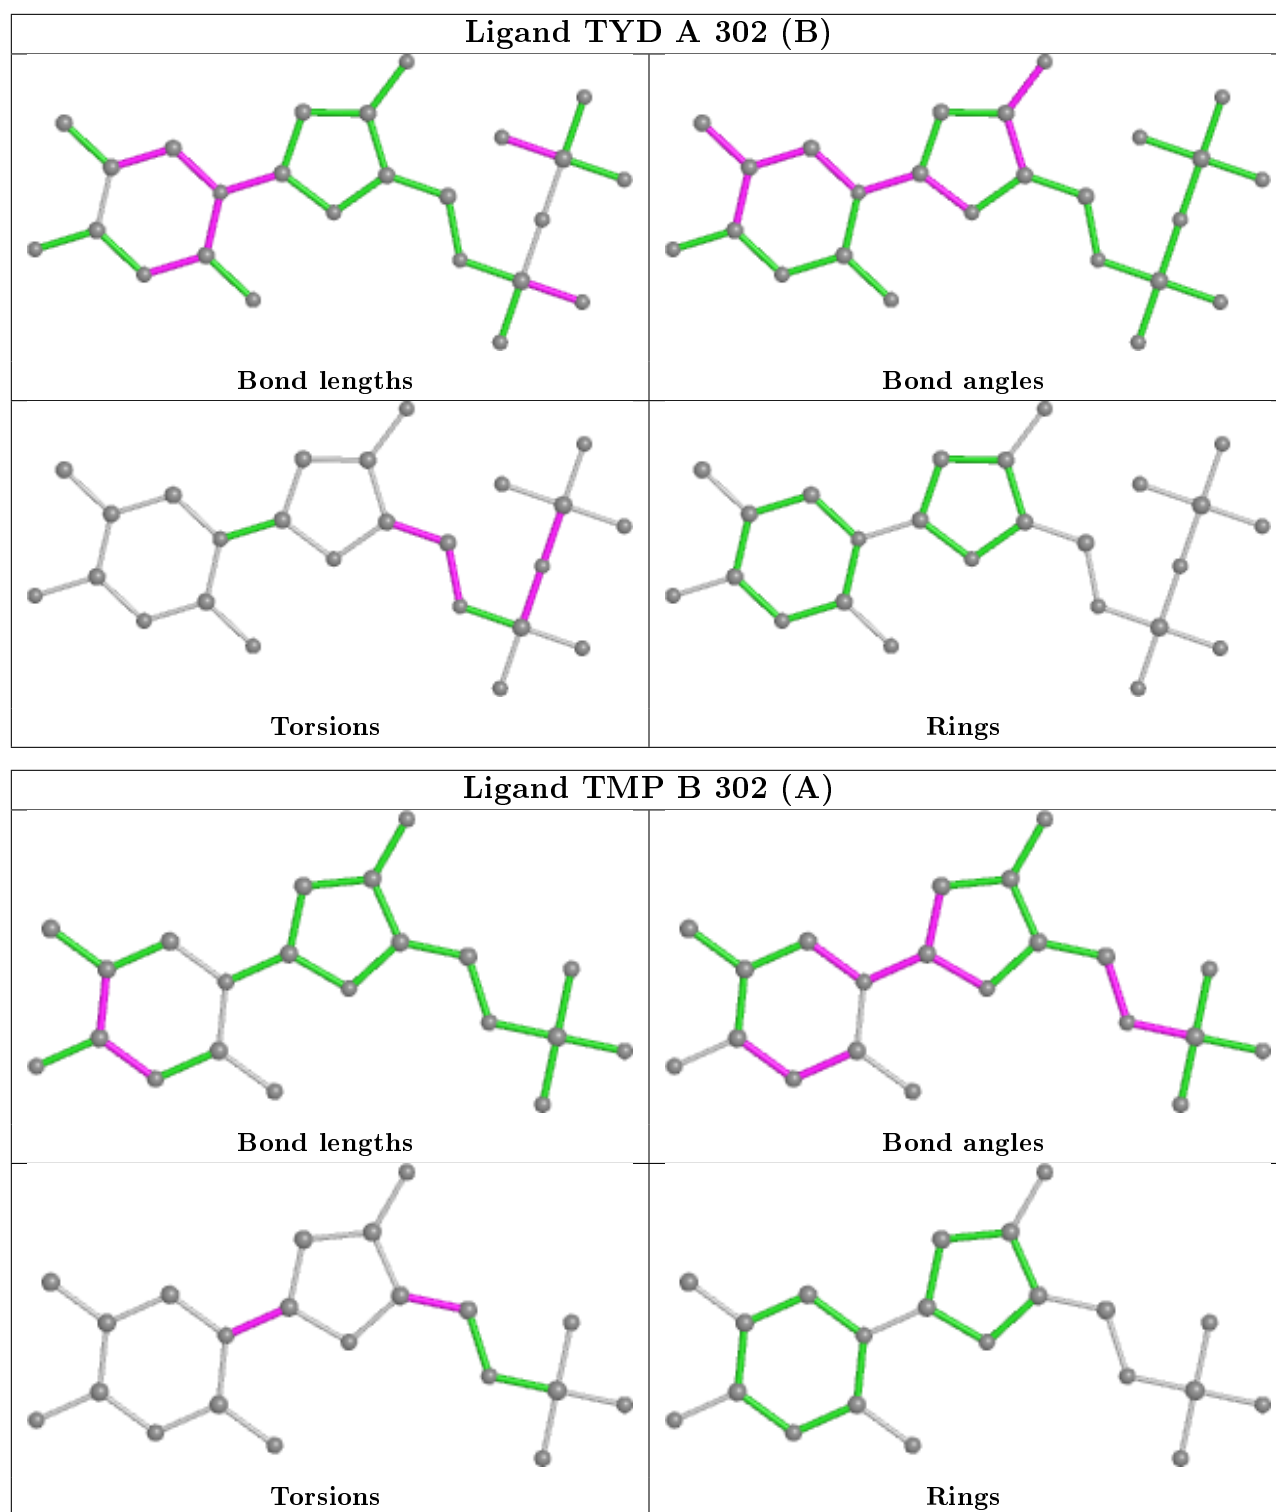 Ligand TYD A 302 (B)
Bond lengths
Bond angles
Torsions
Rings
Ligand TMP B 302 (A)
Bond lengths
Bond angles
Torsions
Rings